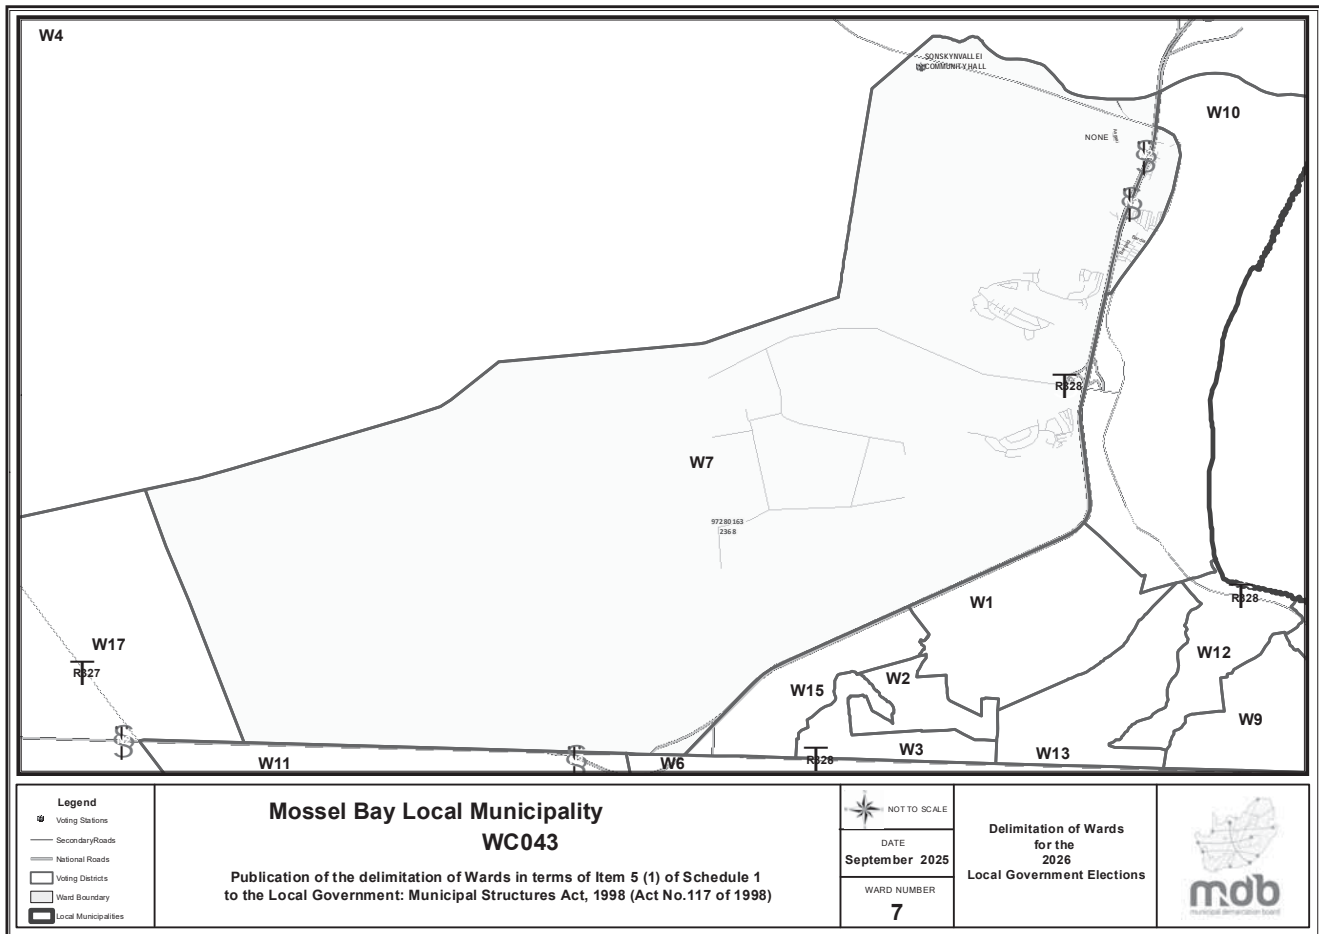 W4
SONSKYNVALLEI
COMMUNITY HALL
W10
NONE
R328
W7
97280163
2368
W1
R328
W17
R327
W12
W2
W15
W9
W3
W13
R328
W11
W6
Legend
Voting Stations
SecondaryRoads
National Roads
Voting Districts
Ward Boundary
Local Municipalities
Mossel Bay Local Municipality
WC043
Publication of the delimitation of Wards in terms of Item 5 (1) of Schedule 1
to the Local Government: Municipal Structures Act, 1998 (Act No.117 of 1998)
NOT TO SCALE
DATE
September 2025
WARD NUMBER
7
Delimitation of Wards
for the
2026
Local Government Elections
mdb
municipal demarcation board